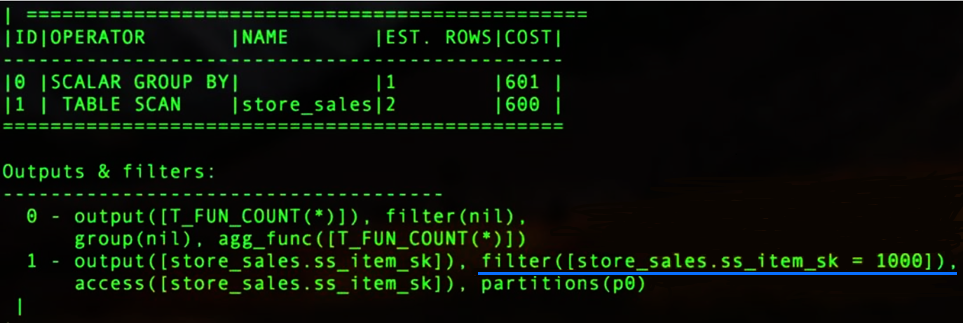 | ===========================================
|ID|OPERATOR |NAME |EST. ROWS|COST|
-------------------------------------------
|0 |SCALAR GROUP BY| |1 |601 |
|1 | TABLE SCAN |store_sales|2 |600 |
===========================================
Outputs & filters:
-------------------------------------
0 - output([T_FUN_COUNT(*)]), filter(nil),
group(nil), agg_func([T_FUN_COUNT(*)])
1 - output([store_sales.ss_item_sk]), filter([store_sales.ss_item_sk = 1000]),
access([store_sales.ss_item_sk]), partitions(p0)
|